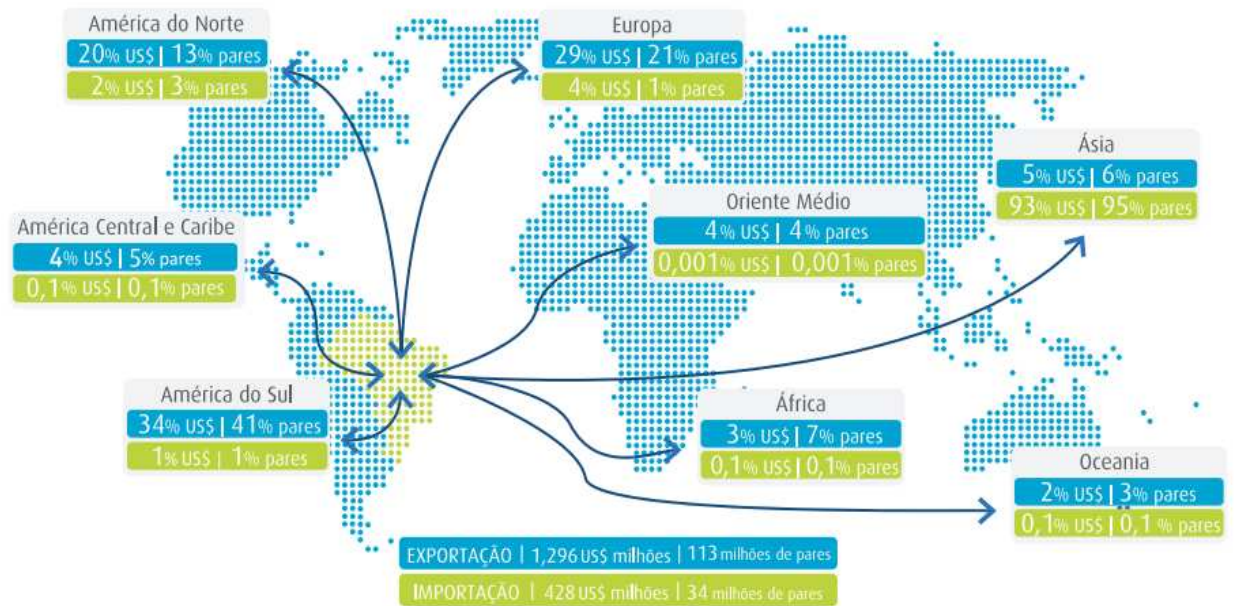 América do Norte
20% US$ | 13% pares
2% US$ | 3% pares
Europa
29% US$ | 21% pares
4% US$ | 1% pares
Ásia
5% US$ | 6% pares
93% US$ | 95% pares
Oriente Médio
4% US$ | 4% pares
0,001% US$ | 0,001% pares
América Central e Caribe
4% US$ | 5% pares
0,1% US$ | 0,1% pares
América do Sul
34% US$ | 41% pares
1% US$ | 1% pares
África
3% US$ | 7% pares
0,1% US$ | 0,1% pares
Oceania
2% US$ | 3% pares
0,1% US$ | 0,1 % pares
EXPORTAÇÃO | 1,296 US$ milhões | 113 milhões de pares
IMPORTAÇÃO | 428 US$ milhões | 34 milhões de pares